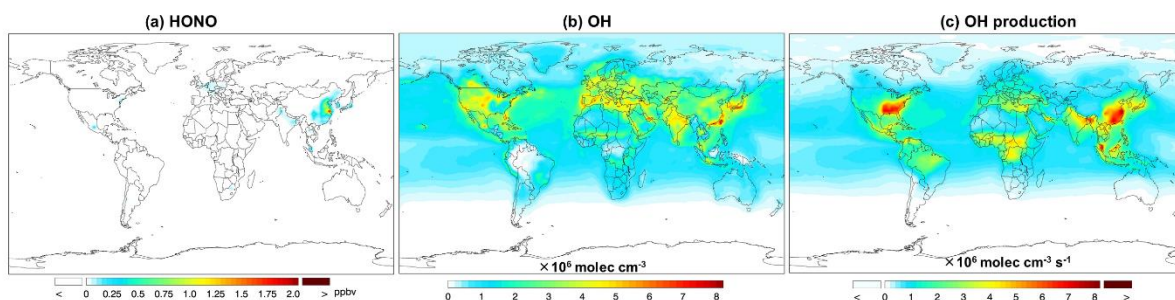 (a) HONO
(b) OH
(c) OH production
×10⁶ molec cm⁻³
×10⁶ molec cm⁻³ s⁻¹
< 0 0.25 0.5 0.75 1.0 1.25 1.5 1.75 2.0 > ppbv
0 1 2 3 4 5 6 7 8
< 0 1 2 3 4 5 6 7 >